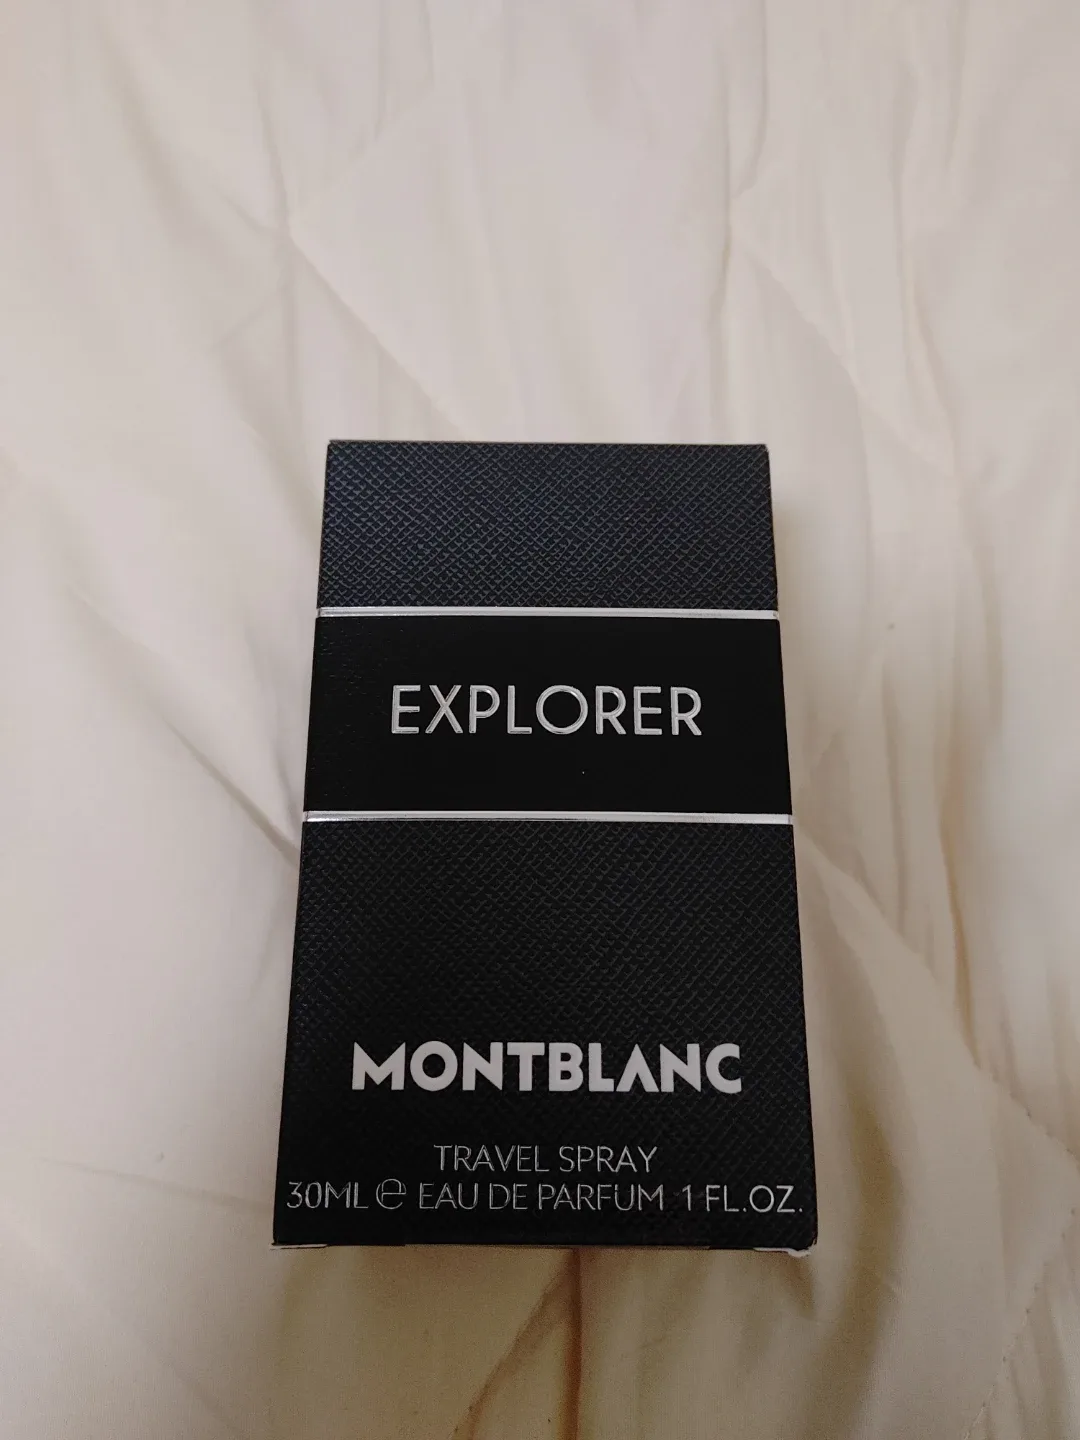 EXPLORER
MONTBLANC
TRAVEL SPRAY
30ML ℮ EAU DE PARFUM 1 FL.OZ.